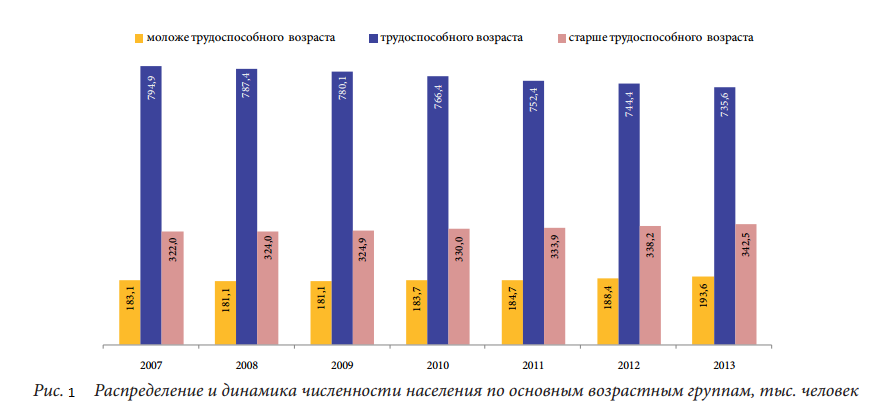 моложе трудоспособного возраста трудоспособного возраста старше трудоспособного возраста
794,9 787,4 780,1 766,4 752,4 744,4 735,6
322,0 324,0 324,9 330,0 333,9 338,2 342,5
183,1 181,1 181,1 183,7 184,7 188,4 193,6
2007 2008 2009 2010 2011 2012 2013
Рис. 1 Распределение и динамика численности населения по основным возрастным группам, тыс. человек